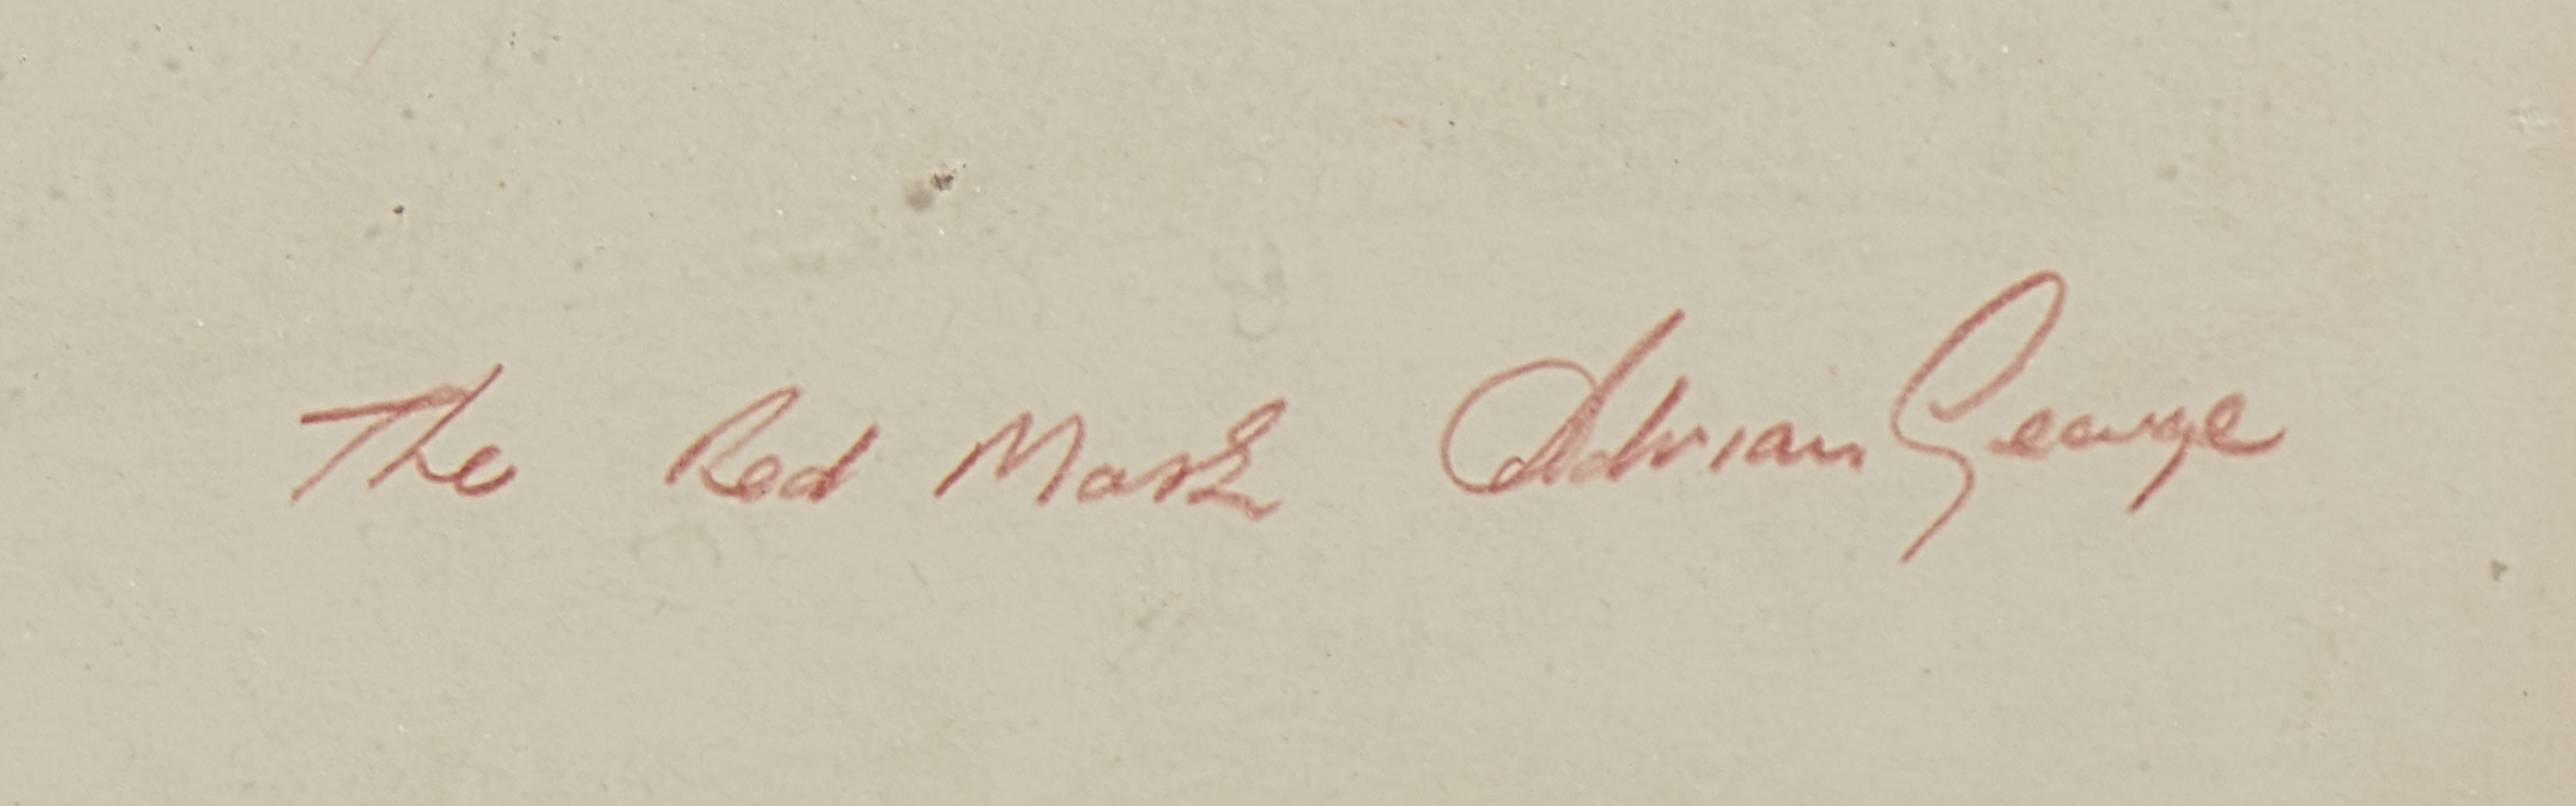 The Red Mask Adrian George